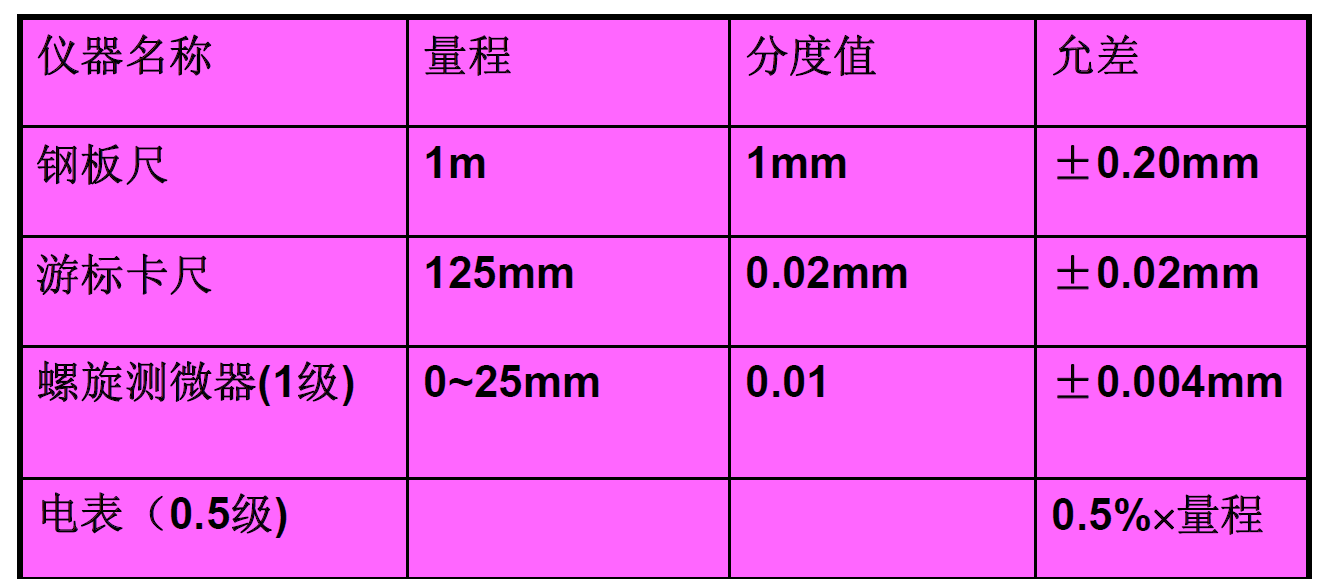 仪器名称 量程 分度值 允差
钢板尺 1m 1mm ±0.20mm
游标卡尺 125mm 0.02mm ±0.02mm
螺旋测微器(1级) 0~25mm 0.01 ±0.004mm
电表（0.5级) 0.5%×量程